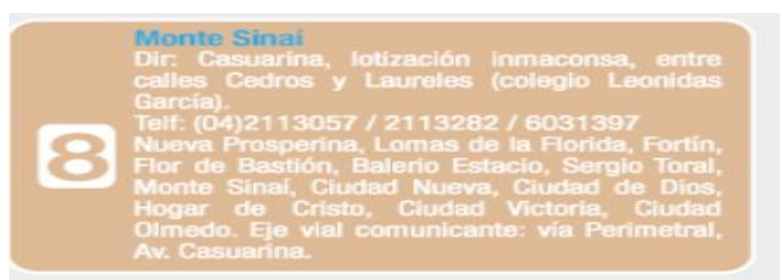 Monte Sinaí
Dir: Casuarina, lotización inmaconsa, entre
calles Cedros y Laureles (colegio Leonidas
García).
Telf: (04)2113057 / 2113282 / 6031397
8
Nueva Prosperina, Lomas de la Florida, Fortín,
Flor de Bastión, Balerio Estacio, Sergio Toral,
Monte Sinaí, Ciudad Nueva, Ciudad de Dios,
Hogar de Cristo, Ciudad Victoria, Ciudad
Olmedo. Eje vial comunicante: vía Perimetral,
Av. Casuarina.